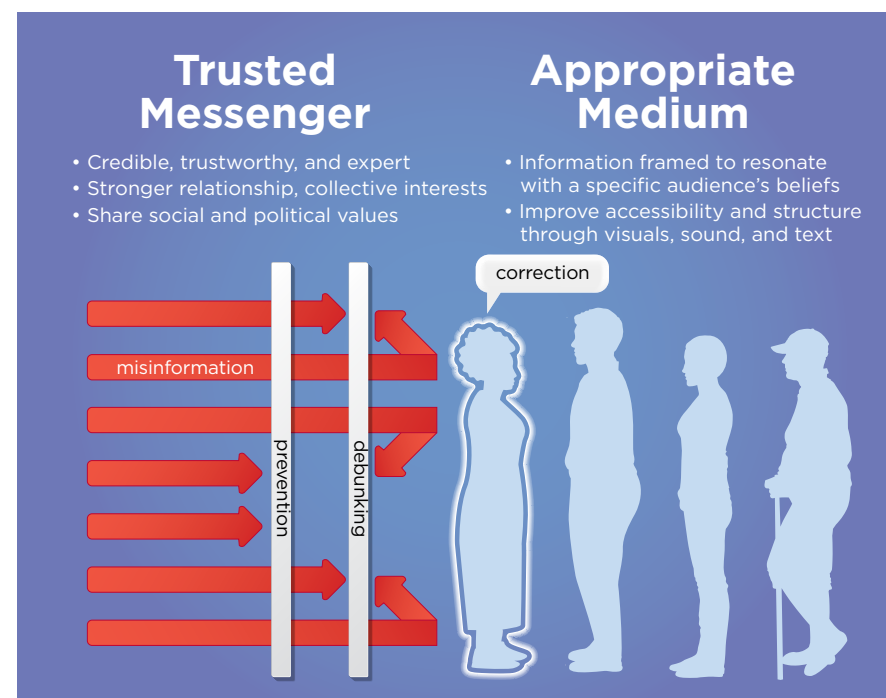 Trusted
Messenger
• Credible, trustworthy, and expert
• Stronger relationship, collective interests
• Share social and political values
Appropriate
Medium
• Information framed to resonate
with a specific audience’s beliefs
• Improve accessibility and structure
through visuals, sound, and text
correction
misinformation
prevention
debunking